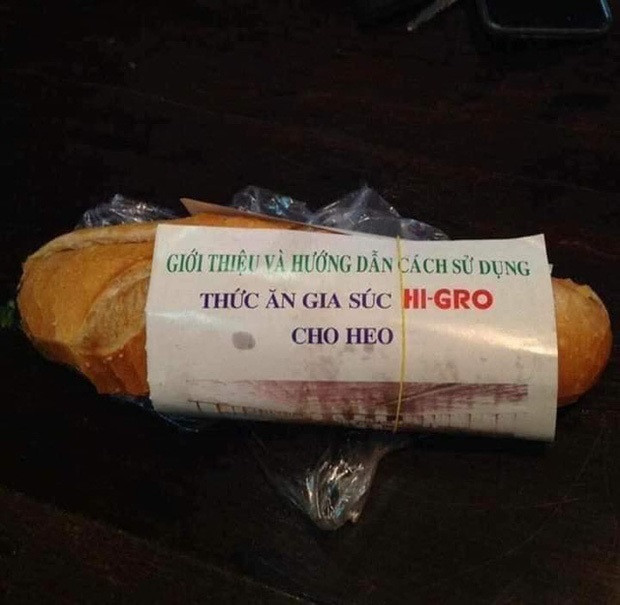 GIỚI THIỆU VÀ HƯỚNG DẪN CÁCH SỬ DỤNG
THỨC ĂN GIA SÚC HI-GRO
CHO HEO